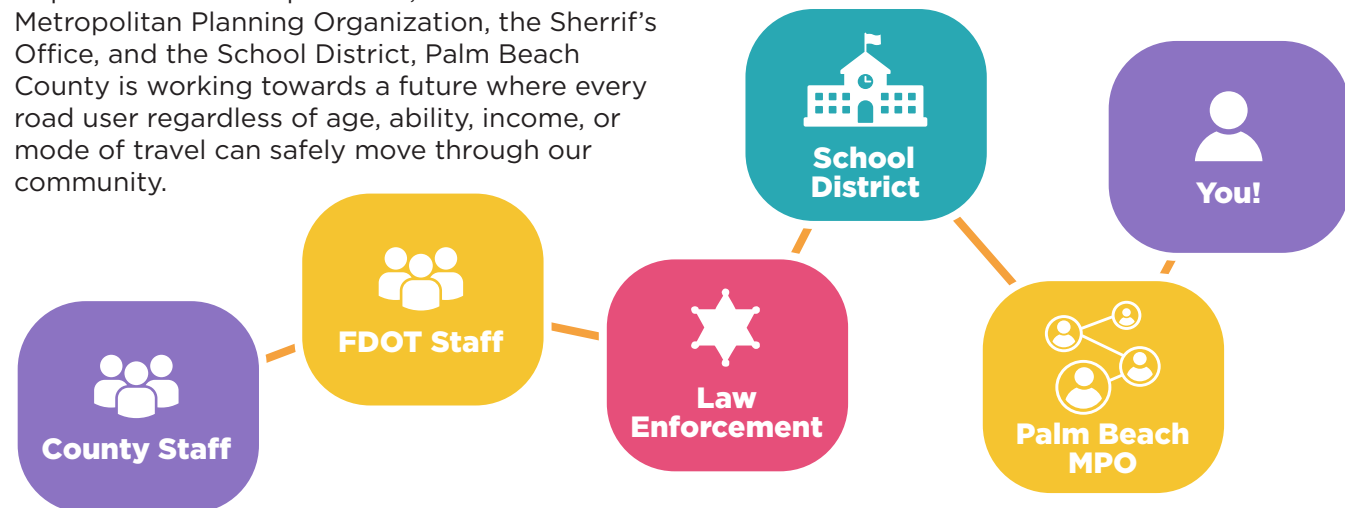 Metropolitan Planning Organization, the Sherrif's
Office, and the School District, Palm Beach
County is working towards a future where every
road user regardless of age, ability, income, or
mode of travel can safely move through our
community.
School
District
You!
FDOT Staff
Law
Enforcement
County Staff
Palm Beach
MPO